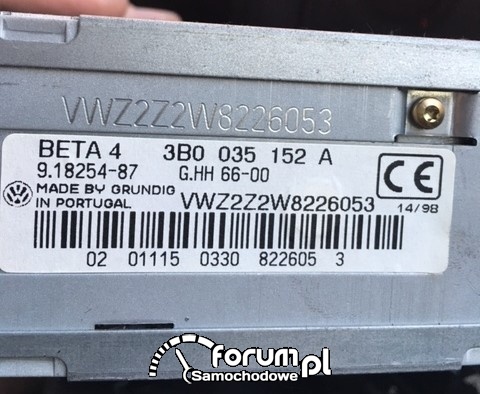 VWZ2Z2W8226053
BETA 4 3B0 035 152 A
9.18254-87 G.HH 66-00
MADE BY GRUNDIG
IN PORTUGAL
VWZ2Z2W8226053
CE
14/98
02 01115 0330 822605 3
forum.pl
Samochodowe